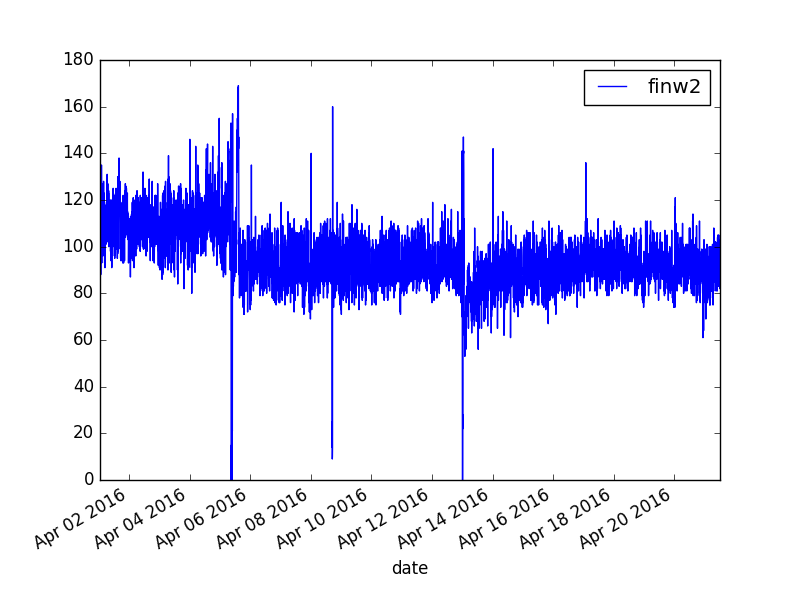 180
160
140
120
100
80
60
40
20
0
finw2
Apr 02 2016
Apr 04 2016
Apr 06 2016
Apr 08 2016
Apr 10 2016
Apr 12 2016
Apr 14 2016
Apr 16 2016
Apr 18 2016
Apr 20 2016
date